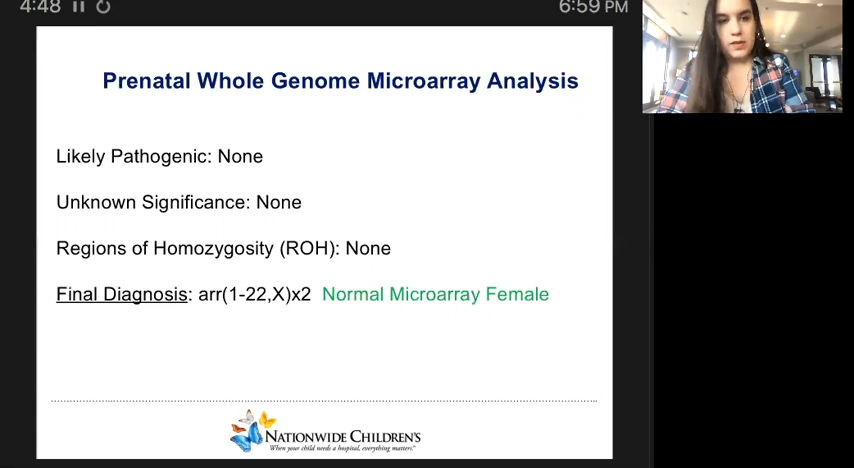 4:48
6:59 PM
Prenatal Whole Genome Microarray Analysis
Likely Pathogenic: None
Unknown Significance: None
Regions of Homozygosity (ROH): None
Final Diagnosis: arr(1-22,X)x2 Normal Microarray Female
NATIONWIDE CHILDREN'S
When your child needs a hospital, everything matters.™